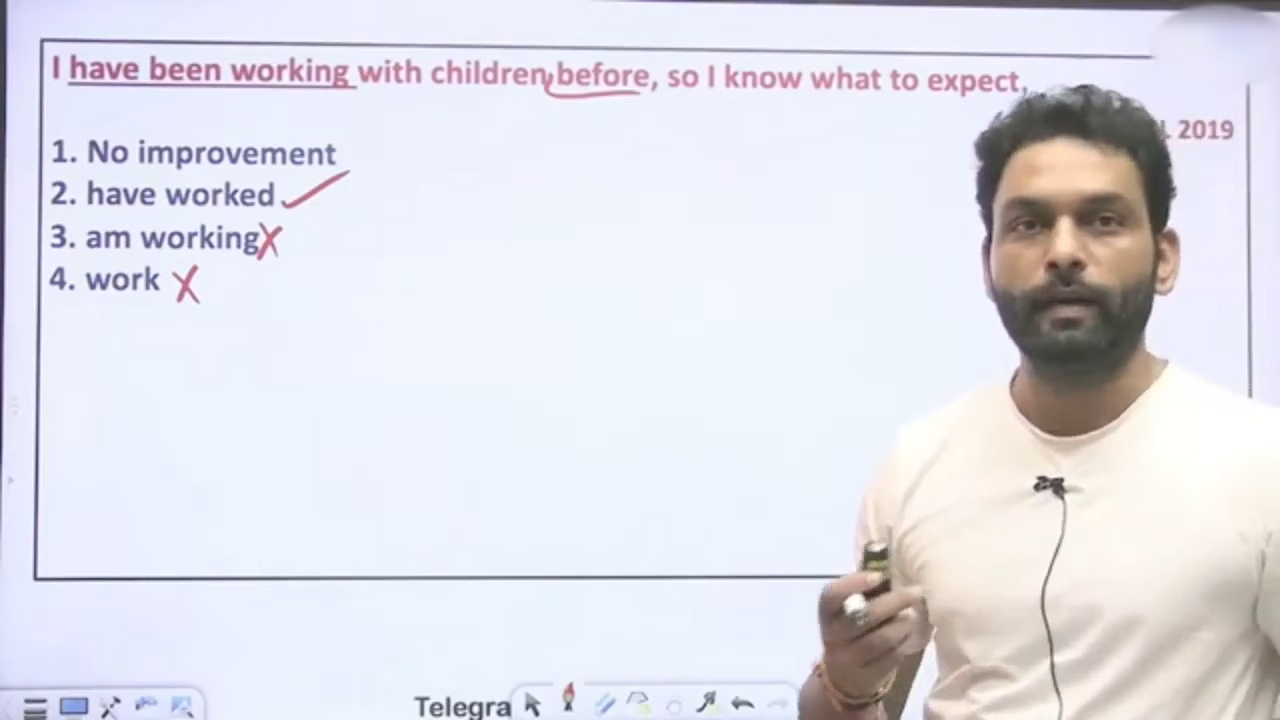 I have been working with children before, so I know what to expect,
2019
1. No improvement
2. have worked
3. am working
4. work
Telegra